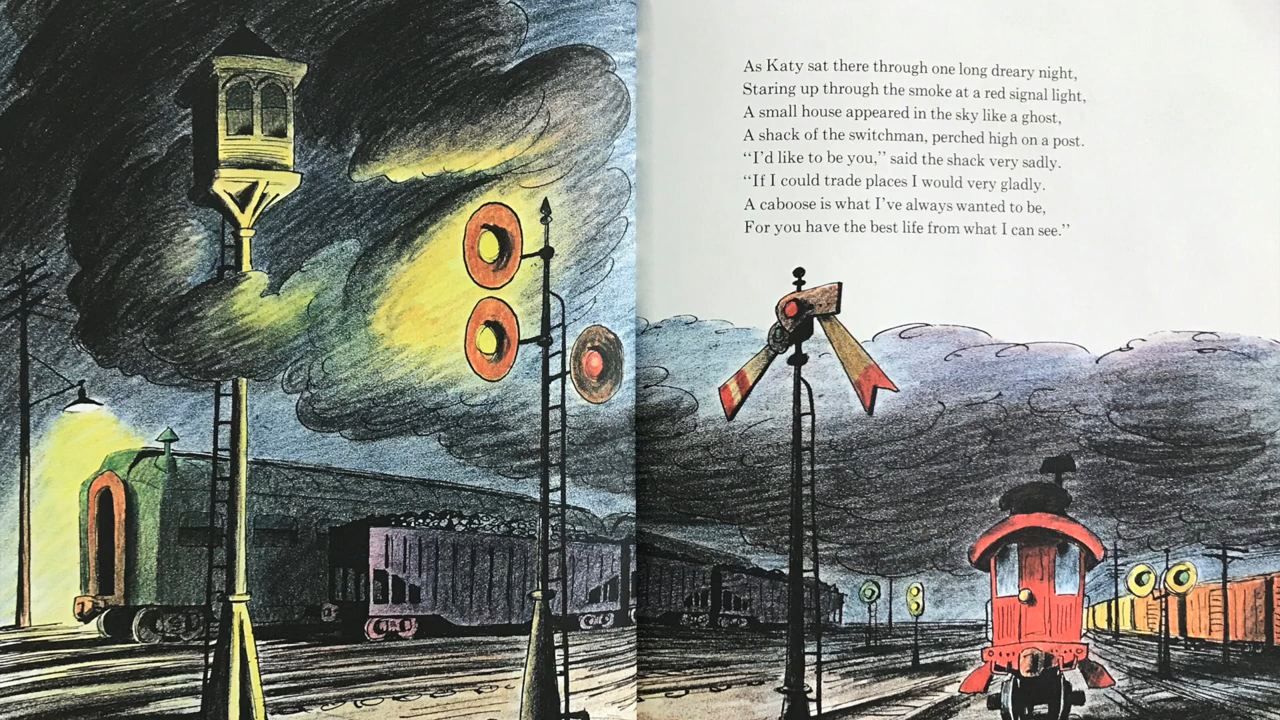 As Katy sat there through one long dreary night,
Staring up through the smoke at a red signal light,
A small house appeared in the sky like a ghost,
A shack of the switchman, perched high on a post.
“I’d like to be you,” said the shack very sadly.
“If I could trade places I would very gladly.
A caboose is what I’ve always wanted to be,
For you have the best life from what I can see.”